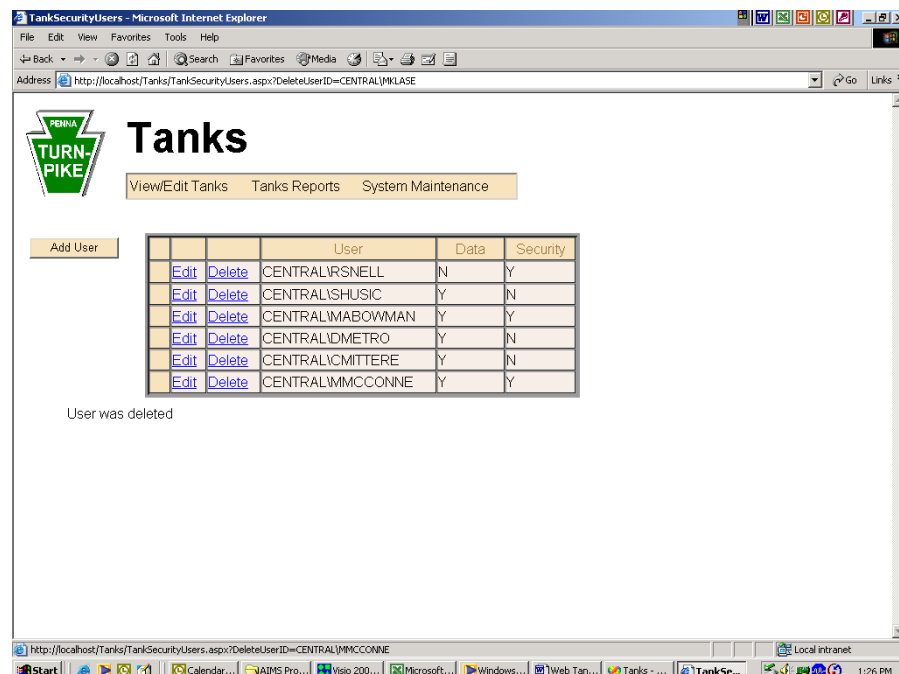 TankSecurityUsers - Microsoft Internet Explorer
File Edit View Favorites Tools Help
Back Search Favorites Media
Address http://localhost/Tanks/TankSecurityUsers.aspx?DeleteUserID=CENTRAL\MKLASE Go Links
PENNA
TURN-
PIKE
Tanks
View/Edit Tanks Tanks Reports System Maintenance
Add User
User Data Security
Edit Delete CENTRAL\RSNELL N Y
Edit Delete CENTRAL\SHUSIC Y N
Edit Delete CENTRAL\MABOWMAN Y Y
Edit Delete CENTRAL\DMETRO Y N
Edit Delete CENTRAL\CMITTERE Y N
Edit Delete CENTRAL\MMCCONNE Y Y
User was deleted
http://localhost/Tanks/TankSecurityUsers.aspx?DeleteUserID=CENTRAL\MMCCONNE Local intranet
Start Calendar... AIMS Pro... Visio 200... Microsoft... Windows... Web Tan... Tanks - ... TankSe... 1:26 PM